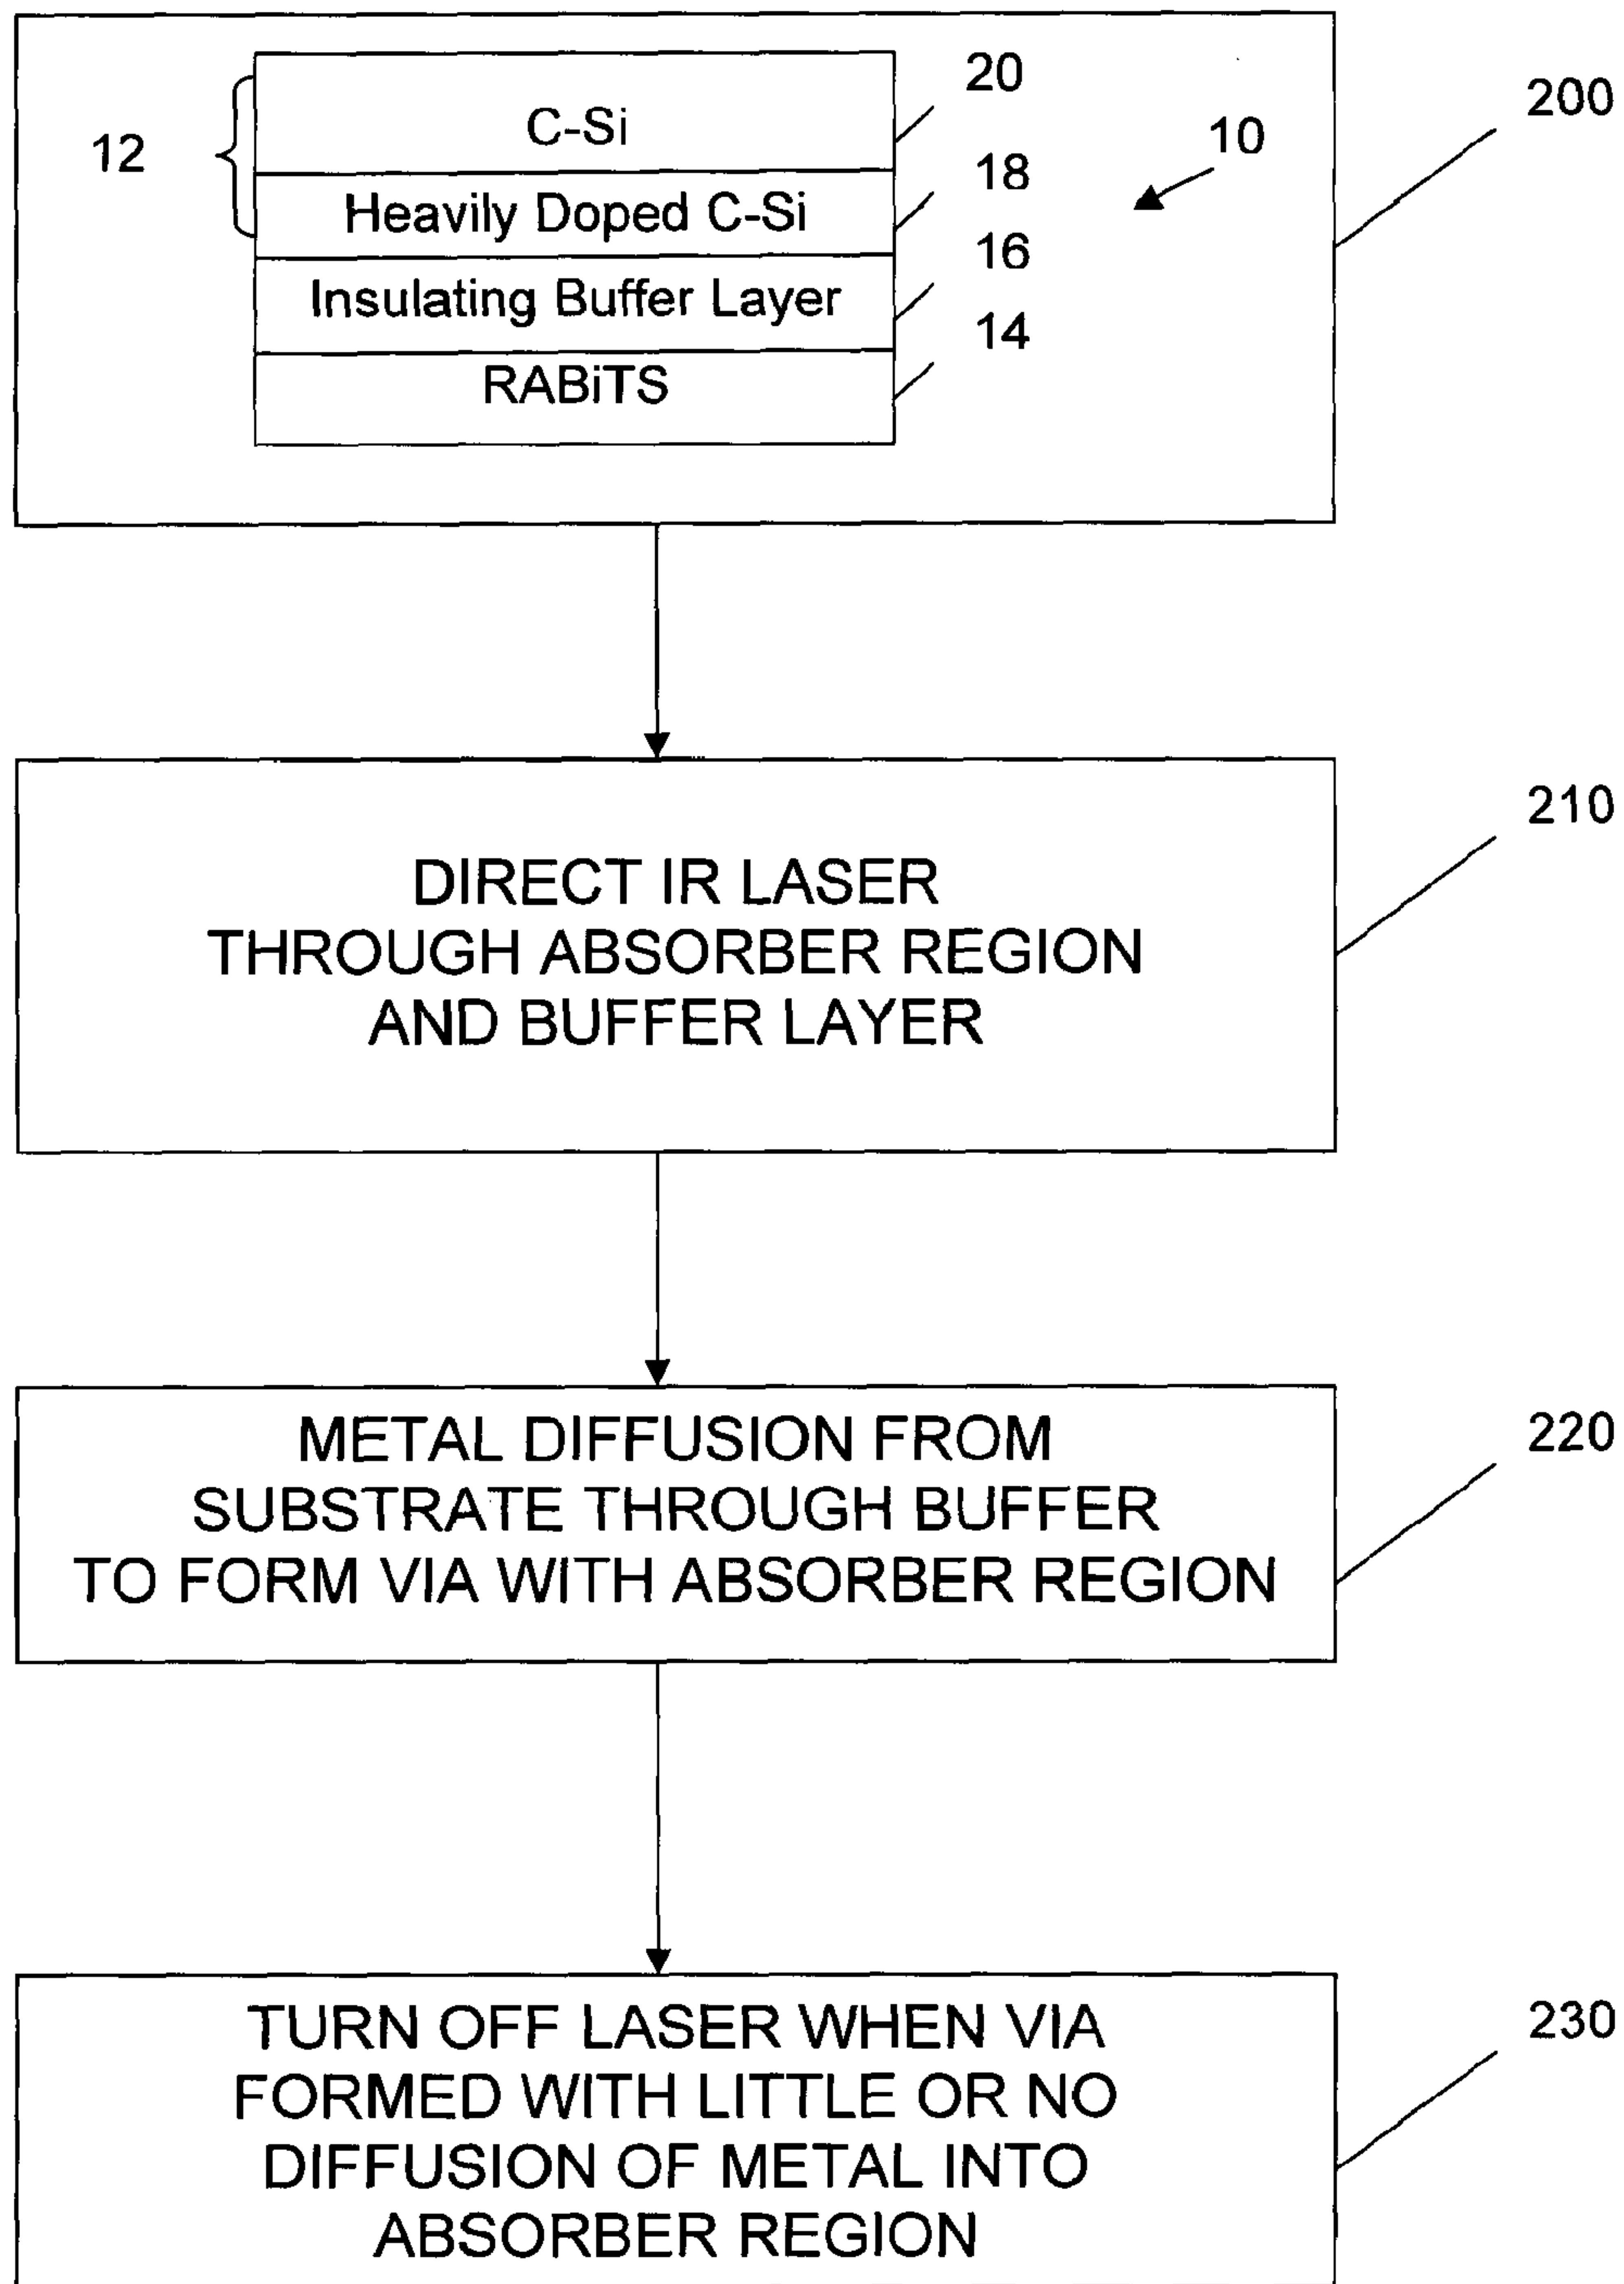 20
200
C-Si
10
12
18
Heavily Doped C-Si
16
Insulating Buffer Layer
14
RABiTS
210
DIRECT IR LASER
THROUGH ABSORBER REGION
AND BUFFER LAYER
220
METAL DIFFUSION FROM
SUBSTRATE THROUGH BUFFER
TO FORM VIA WITH ABSORBER REGION
230
TURN OFF LASER WHEN VIA
FORMED WITH LITTLE OR NO
DIFFUSION OF METAL INTO
ABSORBER REGION